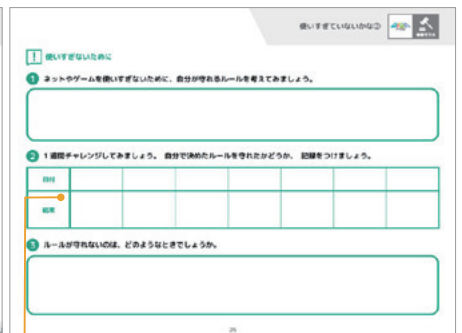 使いすぎていないかな②
! 使いすぎないために
1 ネットやゲームを使いすぎないために、自分が守れるルールを考えてみましょう。
2 1週間チャレンジしてみましょう。自分で決めたルールを守れたかどうか、記録をつけましょう。
日付
結果
3 ルールが守れないのは、どのようなときでしょうか。